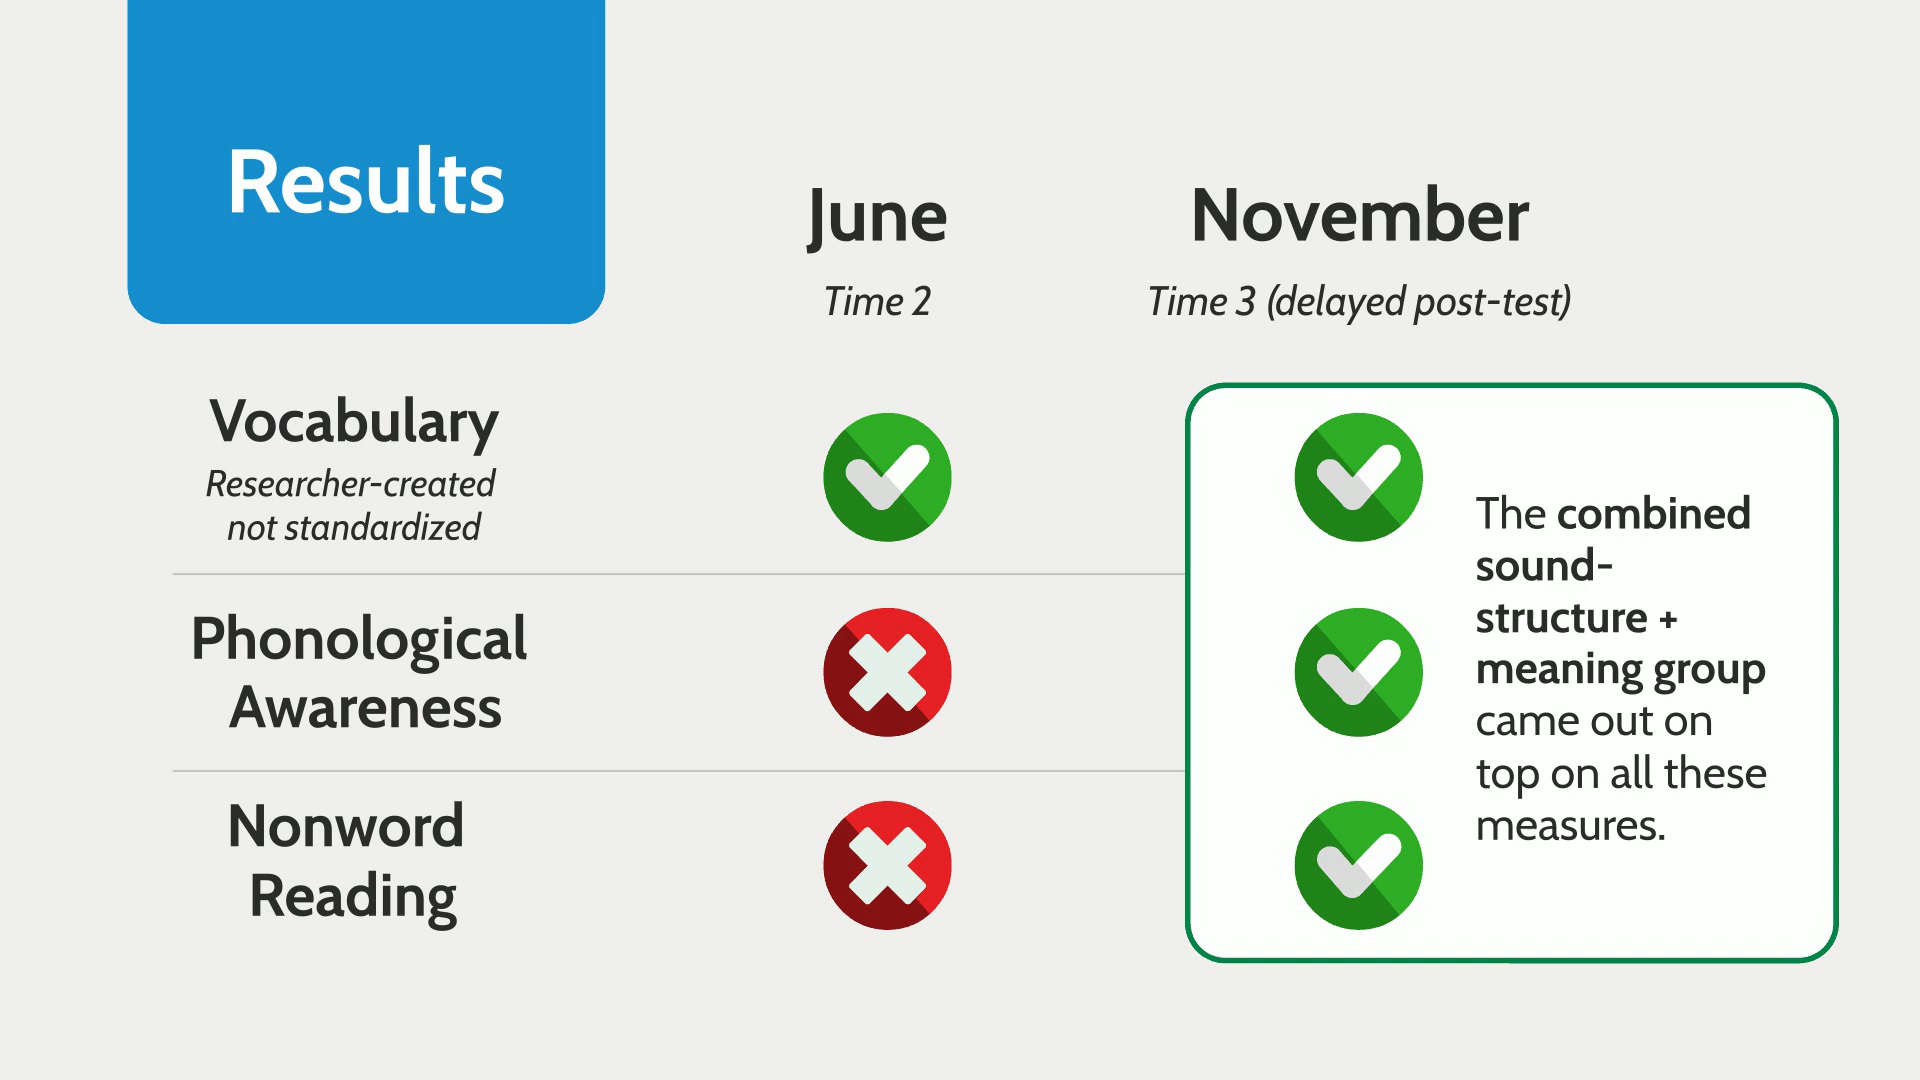 Results
June
November
Time 2
Time 3 (delayed post-test)
Vocabulary
Researcher-created
not standardized
Phonological
Awareness
Nonword
Reading
The combined
sound-
structure +
meaning group
came out on
top on all these
measures.